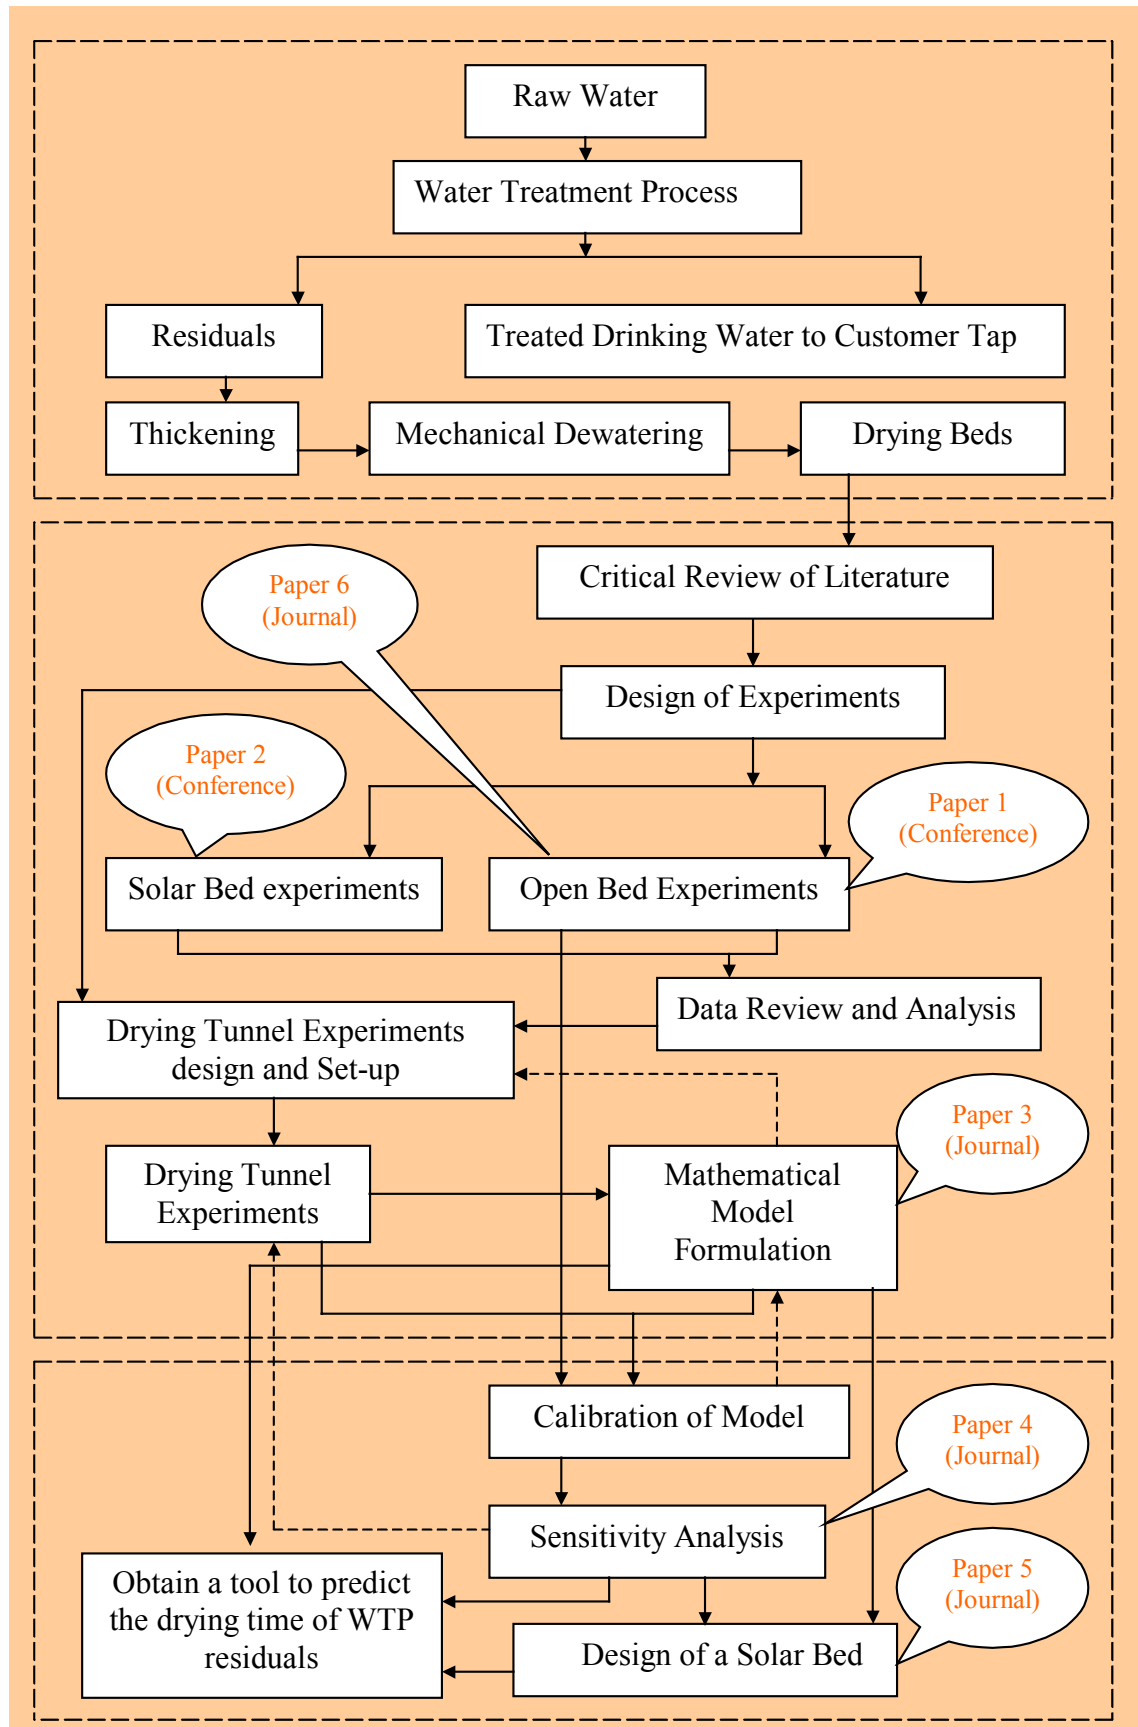 Raw Water
Water Treatment Process
Residuals
Treated Drinking Water to Customer Tap
Thickening
Mechanical Dewatering
Drying Beds
Critical Review of Literature
Paper 6
(Journal)
Design of Experiments
Paper 2
(Conference)
Paper 1
(Conference)
Solar Bed experiments
Open Bed Experiments
Data Review and Analysis
Drying Tunnel Experiments
design and Set-up
Paper 3
(Journal)
Drying Tunnel
Experiments
Mathematical
Model
Formulation
Calibration of Model
Paper 4
(Journal)
Sensitivity Analysis
Obtain a tool to predict
the drying time of WTP
residuals
Paper 5
(Journal)
Design of a Solar Bed